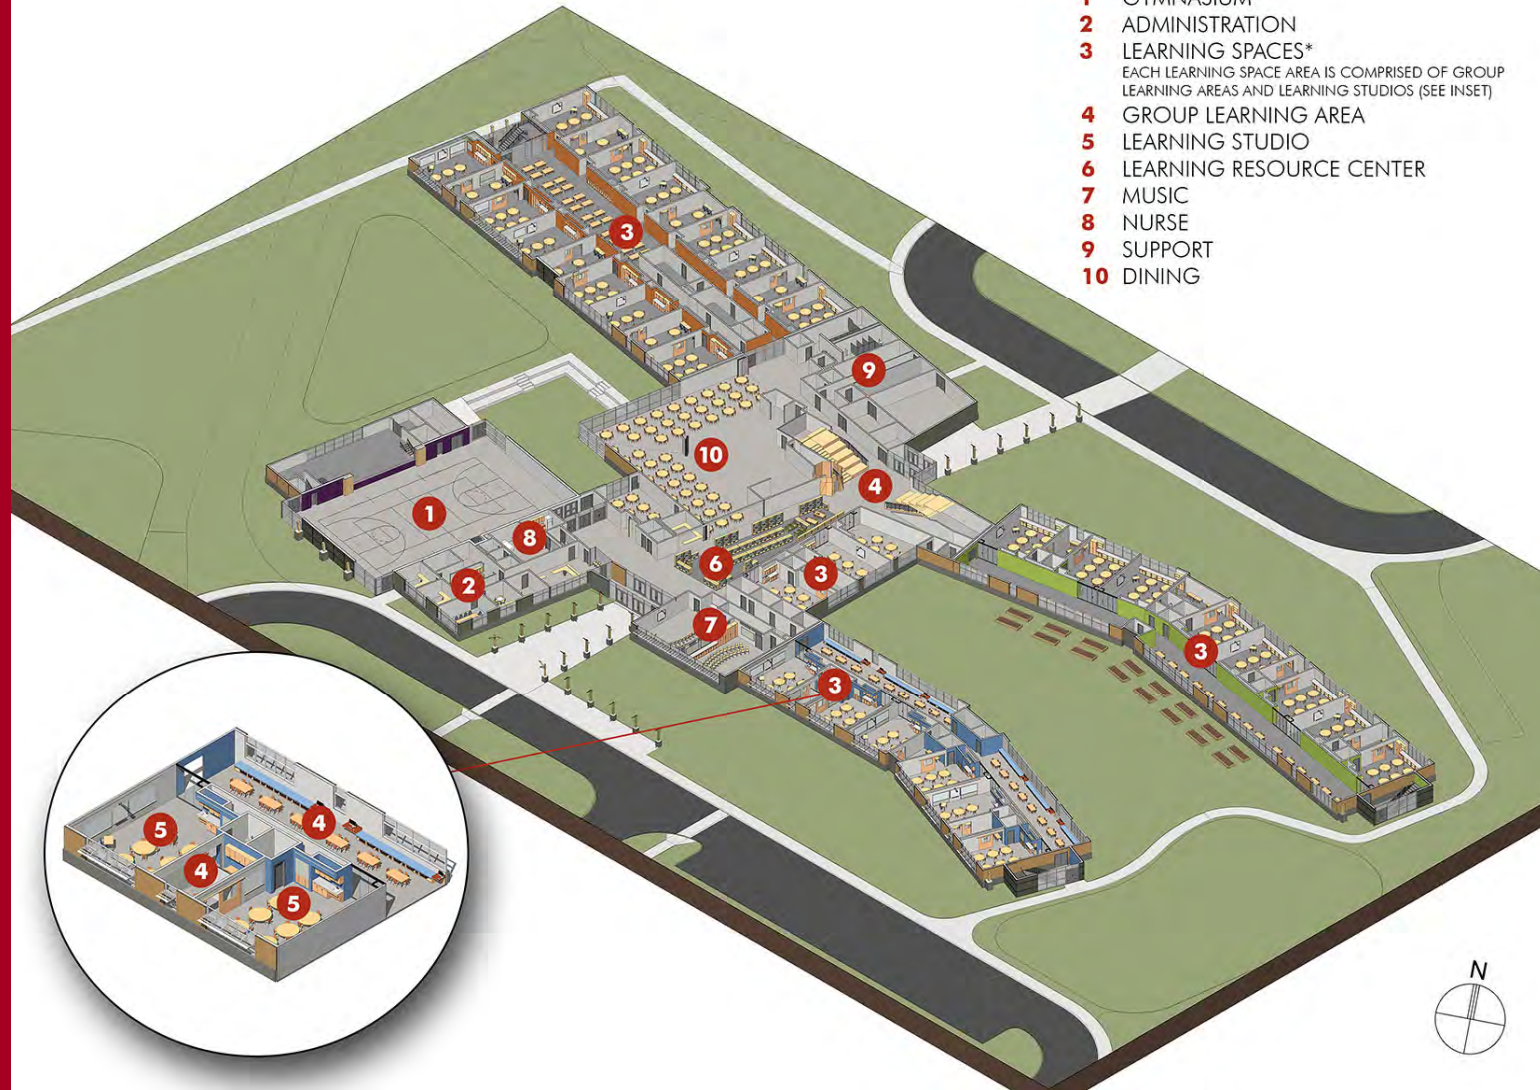 1 GYMNASIUM
2 ADMINISTRATION
3 LEARNING SPACES*
EACH LEARNING SPACE AREA IS COMPRISED OF GROUP
LEARNING AREAS AND LEARNING STUDIOS (SEE INSET)
4 GROUP LEARNING AREA
5 LEARNING STUDIO
6 LEARNING RESOURCE CENTER
7 MUSIC
8 NURSE
9 SUPPORT
10 DINING
3
9
10
4
1
8
6
3
2
7
3
3
4
5
4
5
N